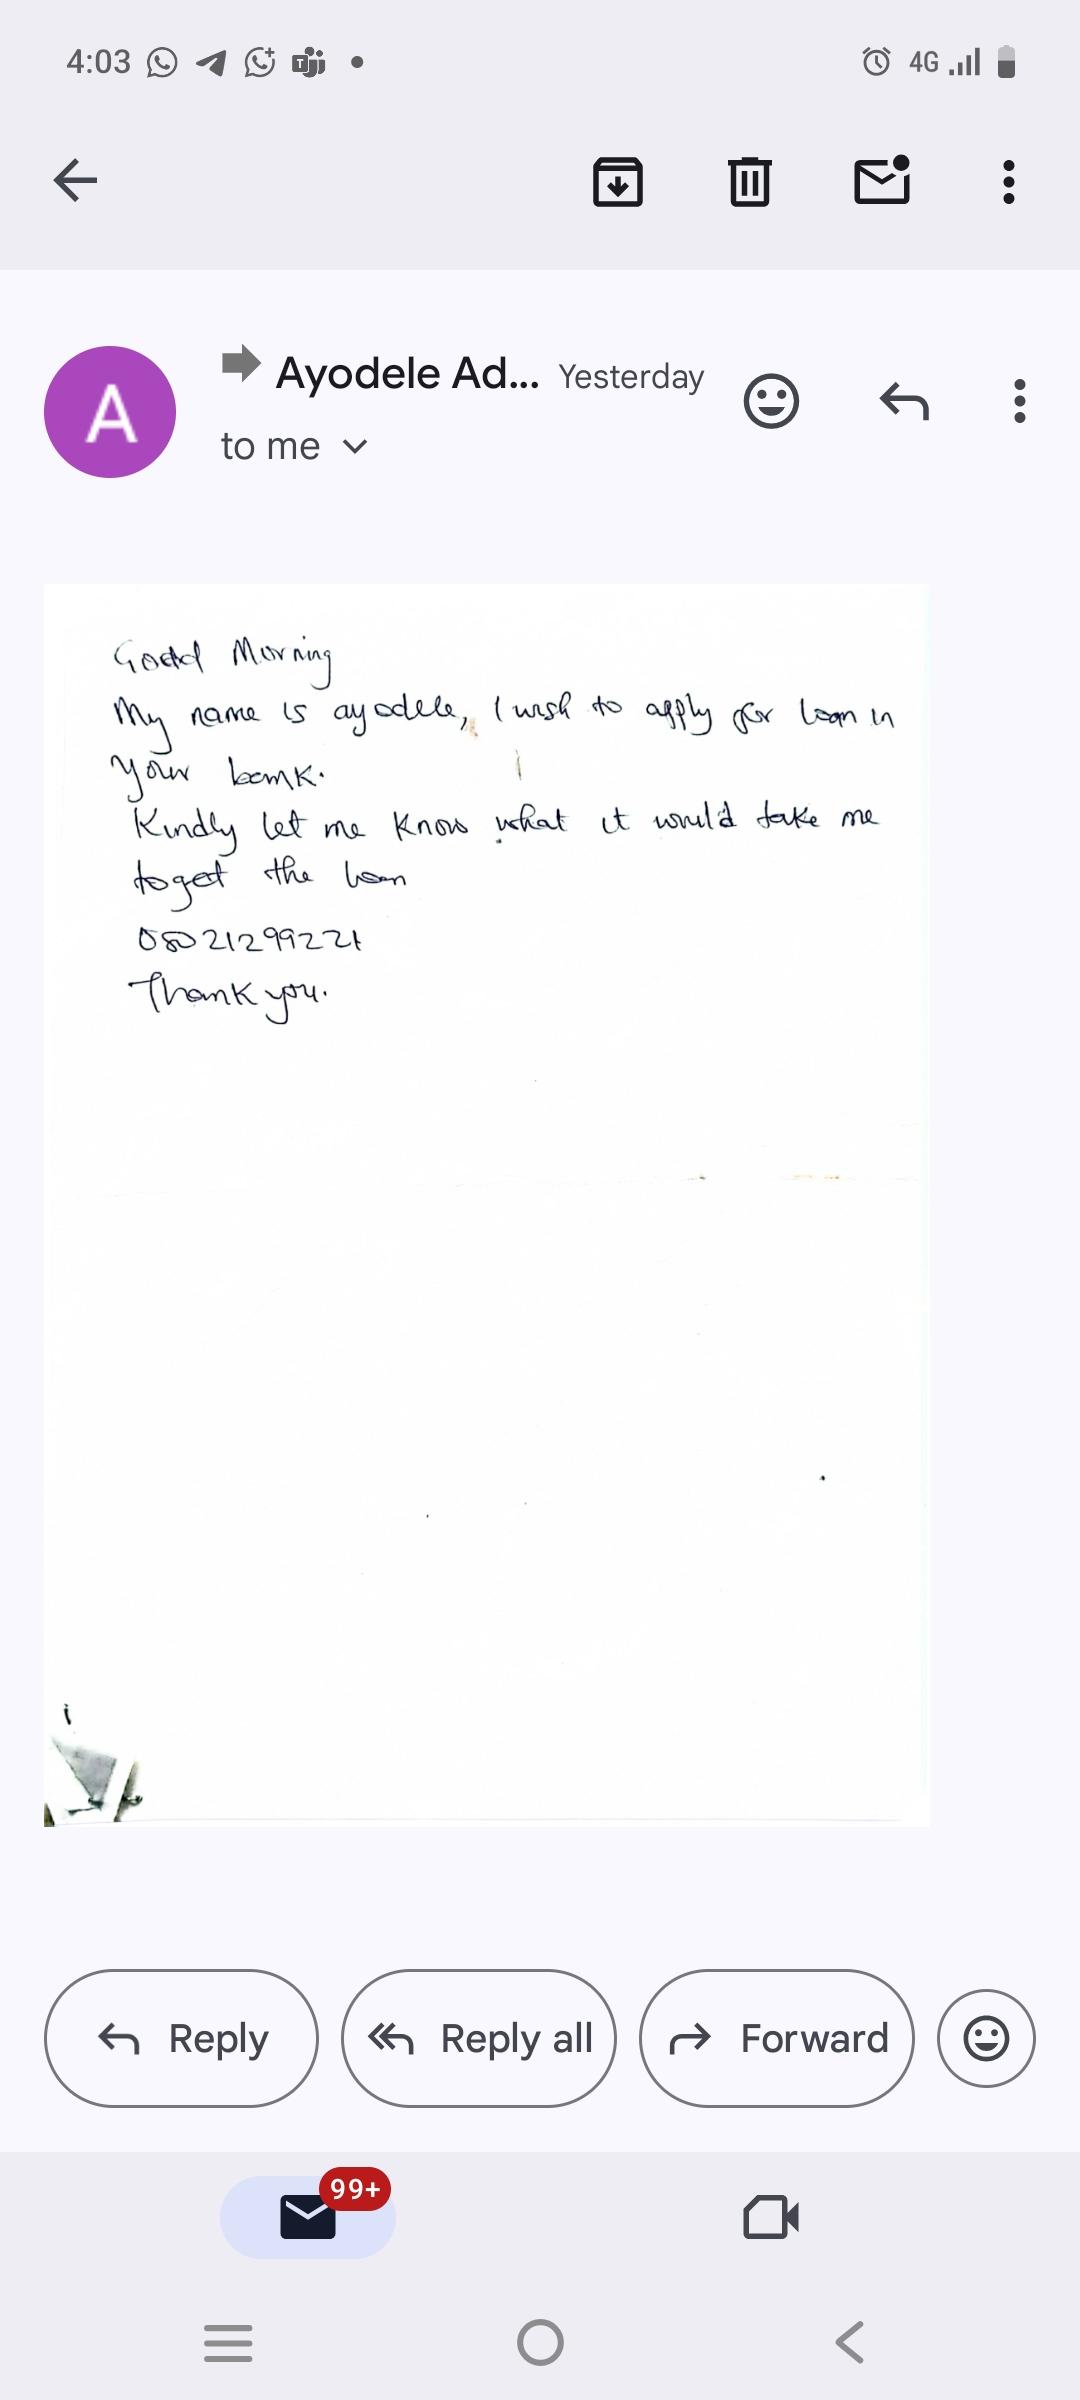 4:03
4G
A
Ayodele Ad... Yesterday
to me
Good Morning
My name is ayodele, I wish to apply for loan in
your bank.
Kindly let me know what it would take me
to get the loan
08021299221
Thank you.
Reply
Reply all
Forward
99+